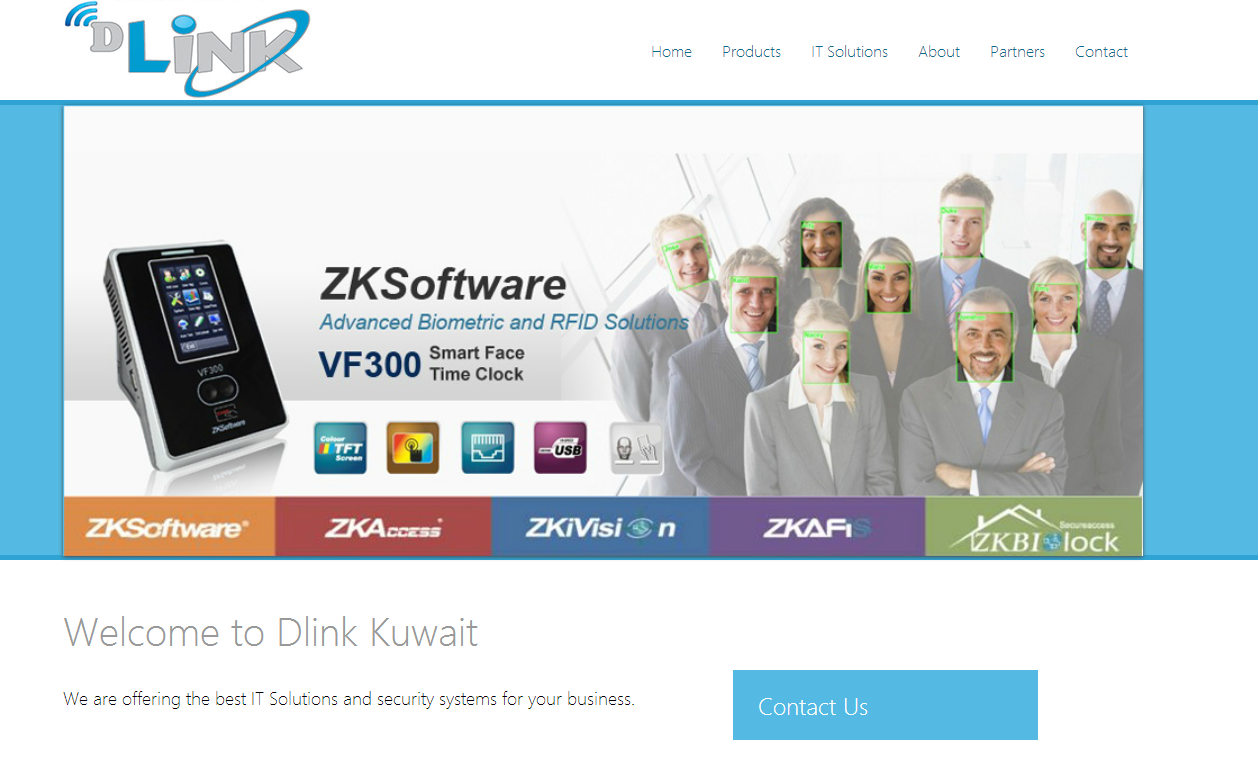 DLINK
Home
Products
IT Solutions
About
Partners
Contact
ZKSoftware
Advanced Biometric and RFID Solutions
VF300
Smart Face
Time Clock
VF300
ZKSoftware
Colour
TFT
Screen
USB
ZKSoftware®
ZKAccess®
ZKiVision
ZKAFiS
Secureaccess
ZKBIOlock
Welcome to Dlink Kuwait
We are offering the best IT Solutions and security systems for your business.
Contact Us